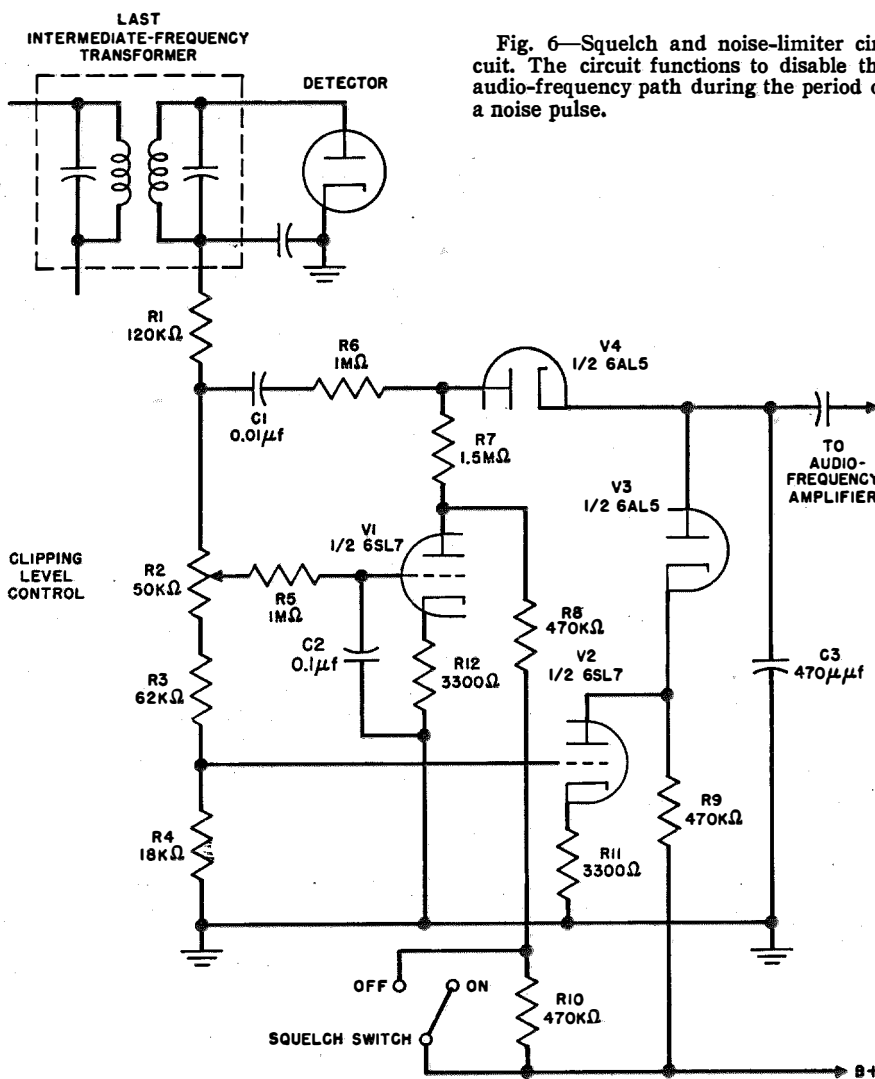 LAST
INTERMEDIATE-FREQUENCY
TRANSFORMER
DETECTOR
Fig. 6—Squelch and noise-limiter cir-
cuit. The circuit functions to disable th
audio-frequency path during the period o
a noise pulse.
R1
120KΩ
R6
1MΩ
V4
1/2 6AL5
C1
0.01μf
R7
1.5MΩ
TO
AUDIO-
FREQUENCY
AMPLIFIER
V3
1/2 6AL5
V1
1/2 6SL7
CLIPPING
LEVEL
CONTROL
R2
50KΩ
R5
1MΩ
R8
470KΩ
C2
0.1μf
R12
3300Ω
V2
1/2 6SL7
C3
470μμf
R3
62KΩ
R9
470KΩ
R4
18KΩ
R11
3300Ω
OFF
ON
R10
470KΩ
SQUELCH SWITCH
B+